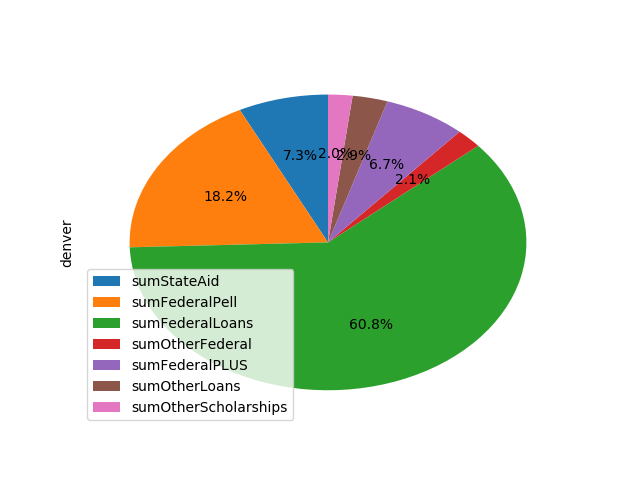 2.0%
2.9%
7.3%
6.7%
2.1%
18.2%
denver
60.8%
sumStateAid
sumFederalPell
sumFederalLoans
sumOtherFederal
sumFederalPLUS
sumOtherLoans
sumOtherScholarships